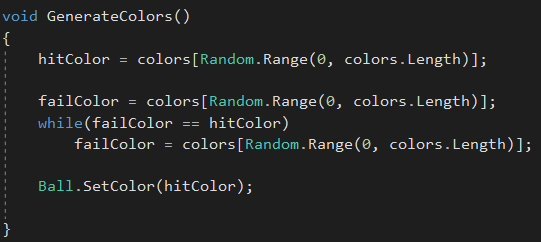 void GenerateColors()
{
    hitColor = colors[Random.Range(0, colors.Length)];

    failColor = colors[Random.Range(0, colors.Length)];
    while(failColor == hitColor)
        failColor = colors[Random.Range(0, colors.Length)];

    Ball.SetColor(hitColor);

}